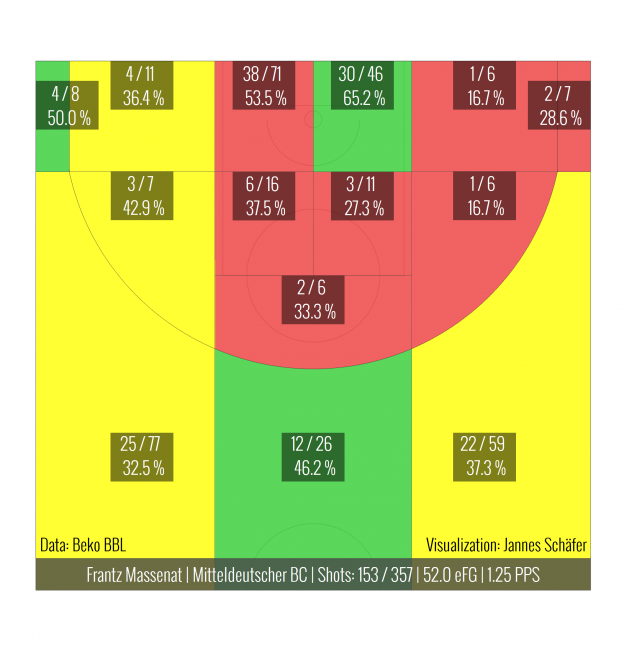 4 / 11
36.4 %
38 / 71
53.5 %
30 / 46
65.2 %
1 / 6
16.7 %
4 / 8
50.0 %
2 / 7
28.6 %
3 / 7
42.9 %
6 / 16
37.5 %
3 / 11
27.3 %
1 / 6
16.7 %
2 / 6
33.3 %
25 / 77
32.5 %
12 / 26
46.2 %
22 / 59
37.3 %
Data: Beko BBL
Visualization: Jannes Schäfer
Frantz Massenat | Mitteldeutscher BC | Shots: 153 / 357 | 52.0 eFG | 1.25 PPS